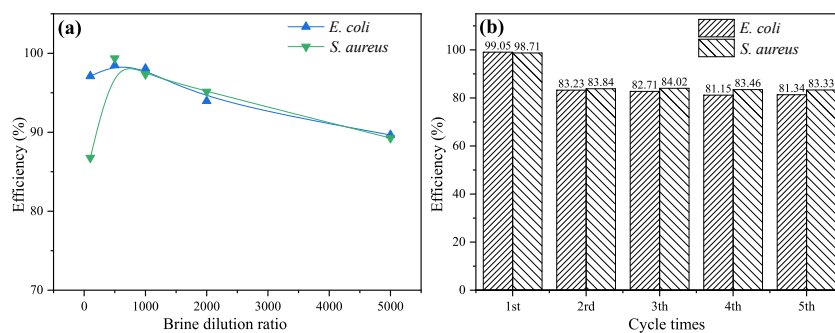 (a)
E. coli
S. aureus
100
90
80
70
Efficiency (%)
0 1000 2000 3000 4000 5000
Brine dilution ratio
(b)
E. coli
S. aureus
100
80
60
40
20
0
Efficiency (%)
99.05 98.71
83.23 83.84
82.71 84.02
81.15 83.46
81.34 83.33
1st 2rd 3th 4th 5th
Cycle times